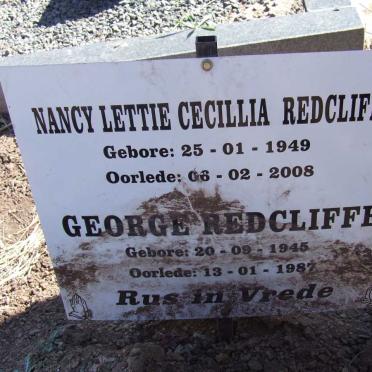 NANCY LETTIE CECILLIA REDCLIFF
Gebore: 25 - 01 - 1949
Oorlede: 06 - 02 - 2008
GEORGE REDCLIFFE
Gebore: 20 - 09 - 1945
Oorlede: 13 - 01 - 1987
Rus in Vrede